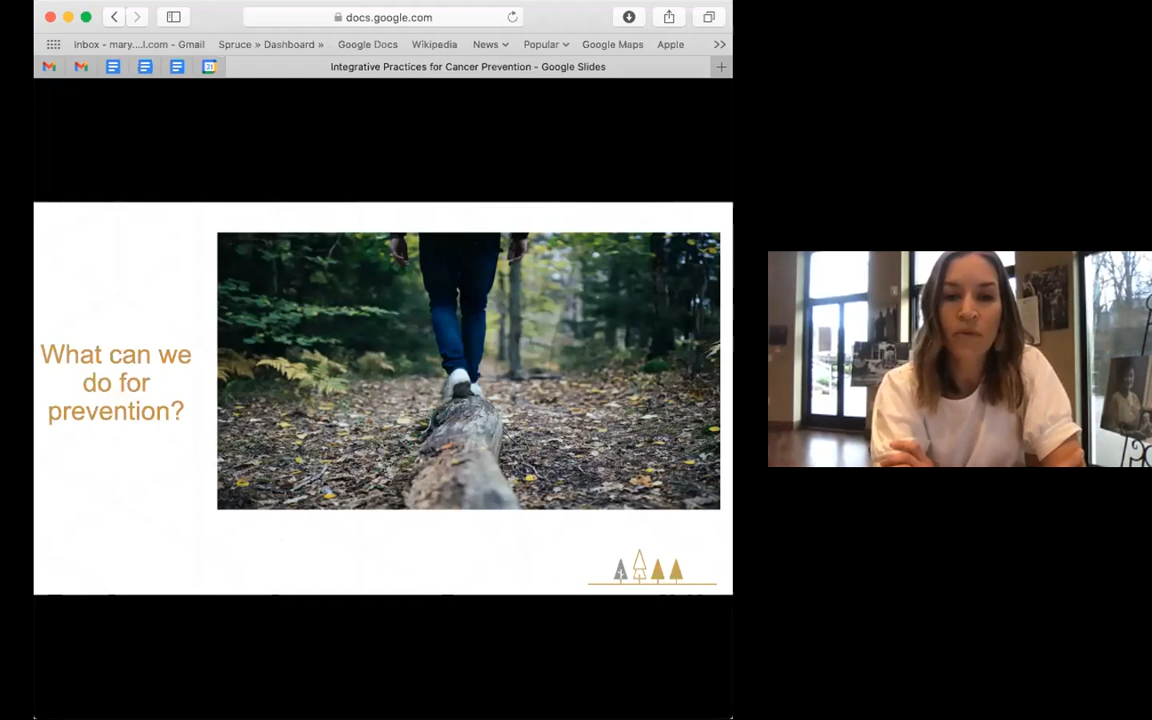 docs.google.com
Inbox - mary....l.com - Gmail
Spruce » Dashboard »
Google Docs
Wikipedia
News
Popular
Google Maps
Apple
>>
31
Integrative Practices for Cancer Prevention - Google Slides
What can we
do for
prevention?